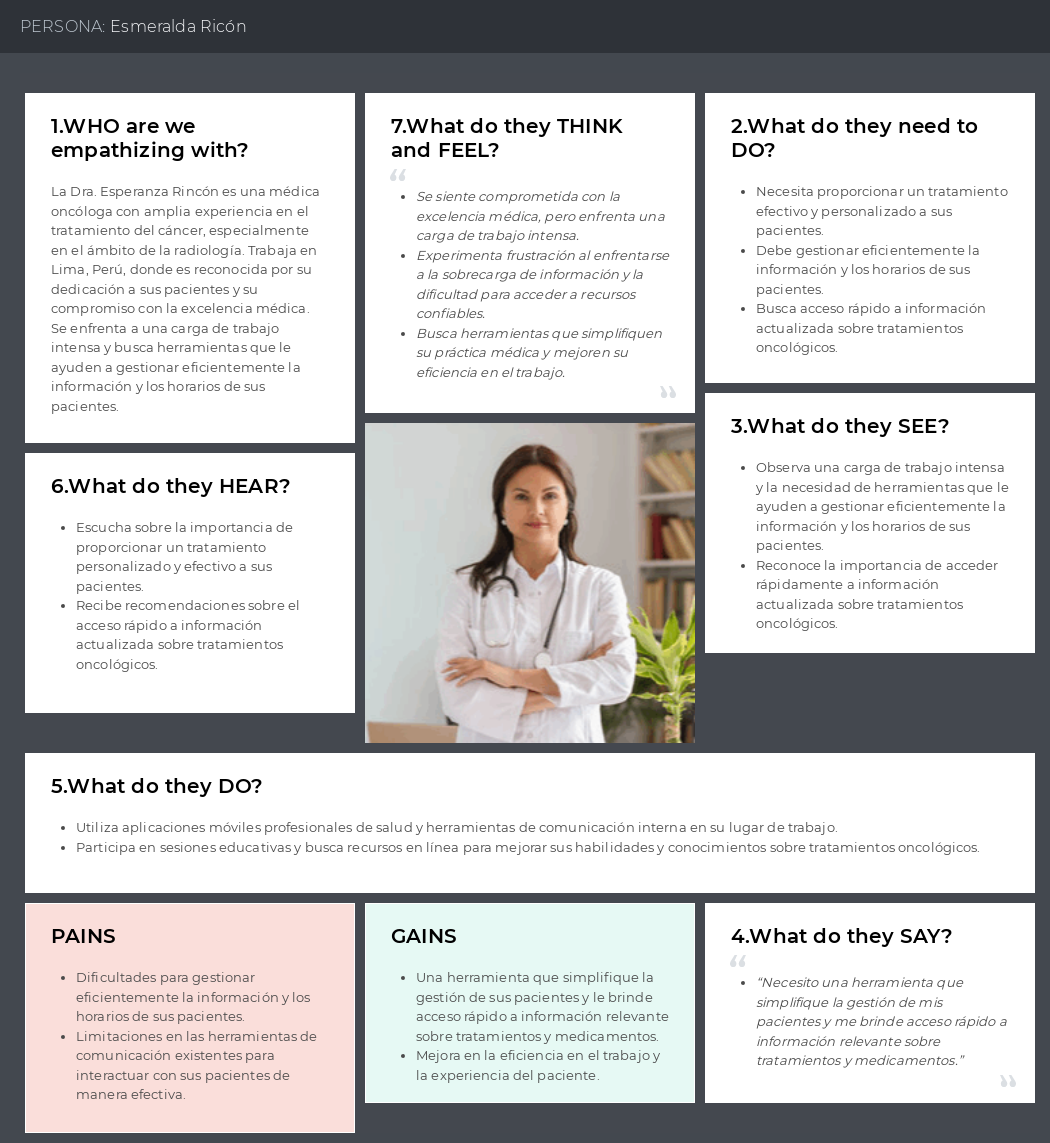 PERSONA: Esmeralda Ricón
1.WHO are we
empathizing with?
La Dra. Esperanza Rincón es una médica
oncóloga con amplia experiencia en el
tratamiento del cáncer, especialmente
en el ámbito de la radiología. Trabaja en
Lima, Perú, donde es reconocida por su
dedicación a sus pacientes y su
compromiso con la excelencia médica.
Se enfrenta a una carga de trabajo
intensa y busca herramientas que le
ayuden a gestionar eficientemente la
información y los horarios de sus
pacientes.
7.What do they THINK
and FEEL?
“
• Se siente comprometida con la
excelencia médica, pero enfrenta una
carga de trabajo intensa.
• Experimenta frustración al enfrentarse
a la sobrecarga de información y la
dificultad para acceder a recursos
confiables.
• Busca herramientas que simplifiquen
su práctica médica y mejoren su
eficiencia en el trabajo.
”
2.What do they need to
DO?
• Necesita proporcionar un tratamiento
efectivo y personalizado a sus
pacientes.
• Debe gestionar eficientemente la
información y los horarios de sus
pacientes.
• Busca acceso rápido a información
actualizada sobre tratamientos
oncológicos.
3.What do they SEE?
• Observa una carga de trabajo intensa
y la necesidad de herramientas que le
ayuden a gestionar eficientemente la
información y los horarios de sus
pacientes.
• Reconoce la importancia de acceder
rápidamente a información
actualizada sobre tratamientos
oncológicos.
6.What do they HEAR?
• Escucha sobre la importancia de
proporcionar un tratamiento
personalizado y efectivo a sus
pacientes.
• Recibe recomendaciones sobre el
acceso rápido a información
actualizada sobre tratamientos
oncológicos.
5.What do they DO?
• Utiliza aplicaciones móviles profesionales de salud y herramientas de comunicación interna en su lugar de trabajo.
• Participa en sesiones educativas y busca recursos en línea para mejorar sus habilidades y conocimientos sobre tratamientos oncológicos.
PAINS
• Dificultades para gestionar
eficientemente la información y los
horarios de sus pacientes.
• Limitaciones en las herramientas de
comunicación existentes para
interactuar con sus pacientes de
manera efectiva.
GAINS
• Una herramienta que simplifique la
gestión de sus pacientes y le brinde
acceso rápido a información relevante
sobre tratamientos y medicamentos.
• Mejora en la eficiencia en el trabajo y
la experiencia del paciente.
4.What do they SAY?
“
• “Necesito una herramienta que
simplifique la gestión de mis
pacientes y me brinde acceso rápido a
información relevante sobre
tratamientos y medicamentos.”
”